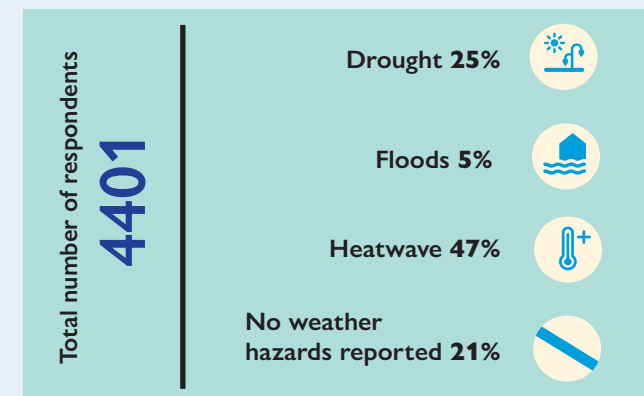 Total number of respondents
4401
Drought 25%
Floods 5%
Heatwave 47%
No weather
hazards reported 21%